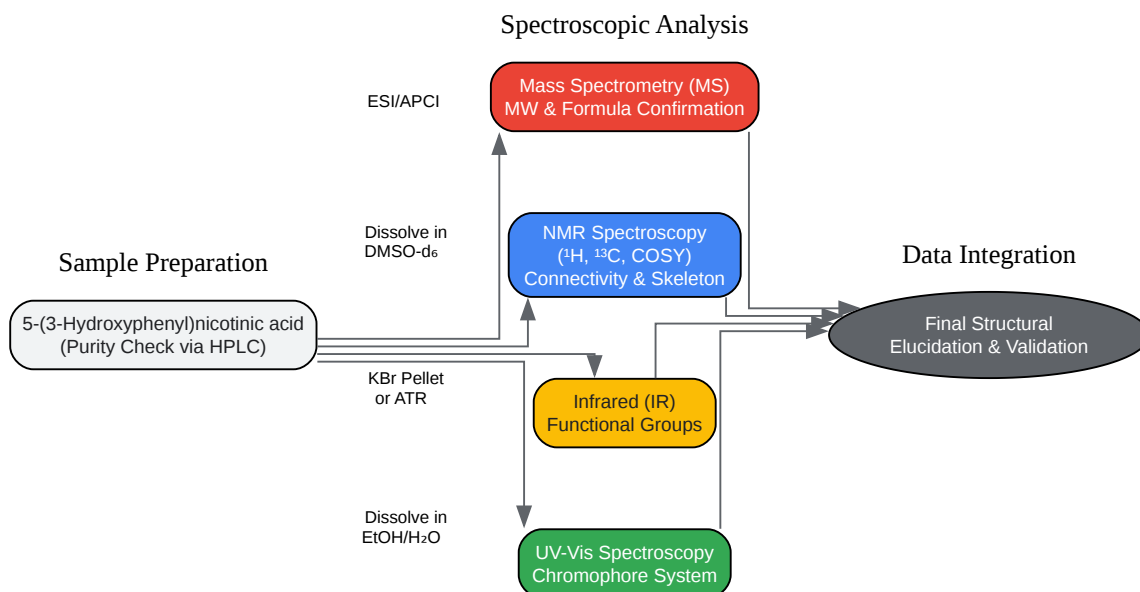 Spectroscopic Analysis
Mass Spectrometry (MS)
MW & Formula Confirmation
ESI/APCI
Dissolve in
DMSO-d₆
NMR Spectroscopy
(¹H, ¹³C, COSY)
Connectivity & Skeleton
Sample Preparation
5-(3-Hydroxyphenyl)nicotinic acid
(Purity Check via HPLC)
Data Integration
Final Structural
Elucidation & Validation
KBr Pellet
or ATR
Infrared (IR)
Functional Groups
Dissolve in
EtOH/H₂O
UV-Vis Spectroscopy
Chromophore System